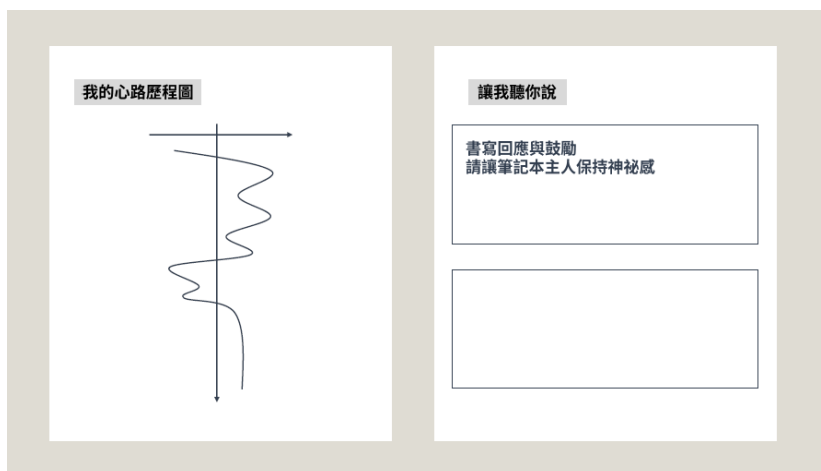 我的心路歷程圖
讓我聽你說
書寫回應與鼓勵
請讓筆記本主人保持神祕感